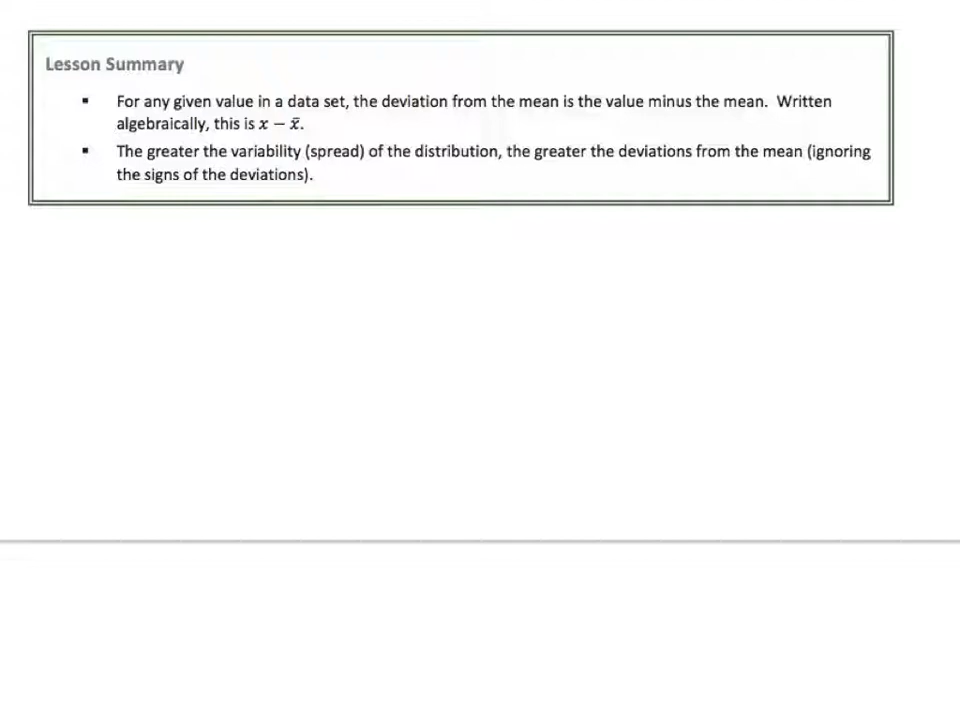 Lesson Summary
▪ For any given value in a data set, the deviation from the mean is the value minus the mean. Written
algebraically, this is x − x̄.
▪ The greater the variability (spread) of the distribution, the greater the deviations from the mean (ignoring
the signs of the deviations).